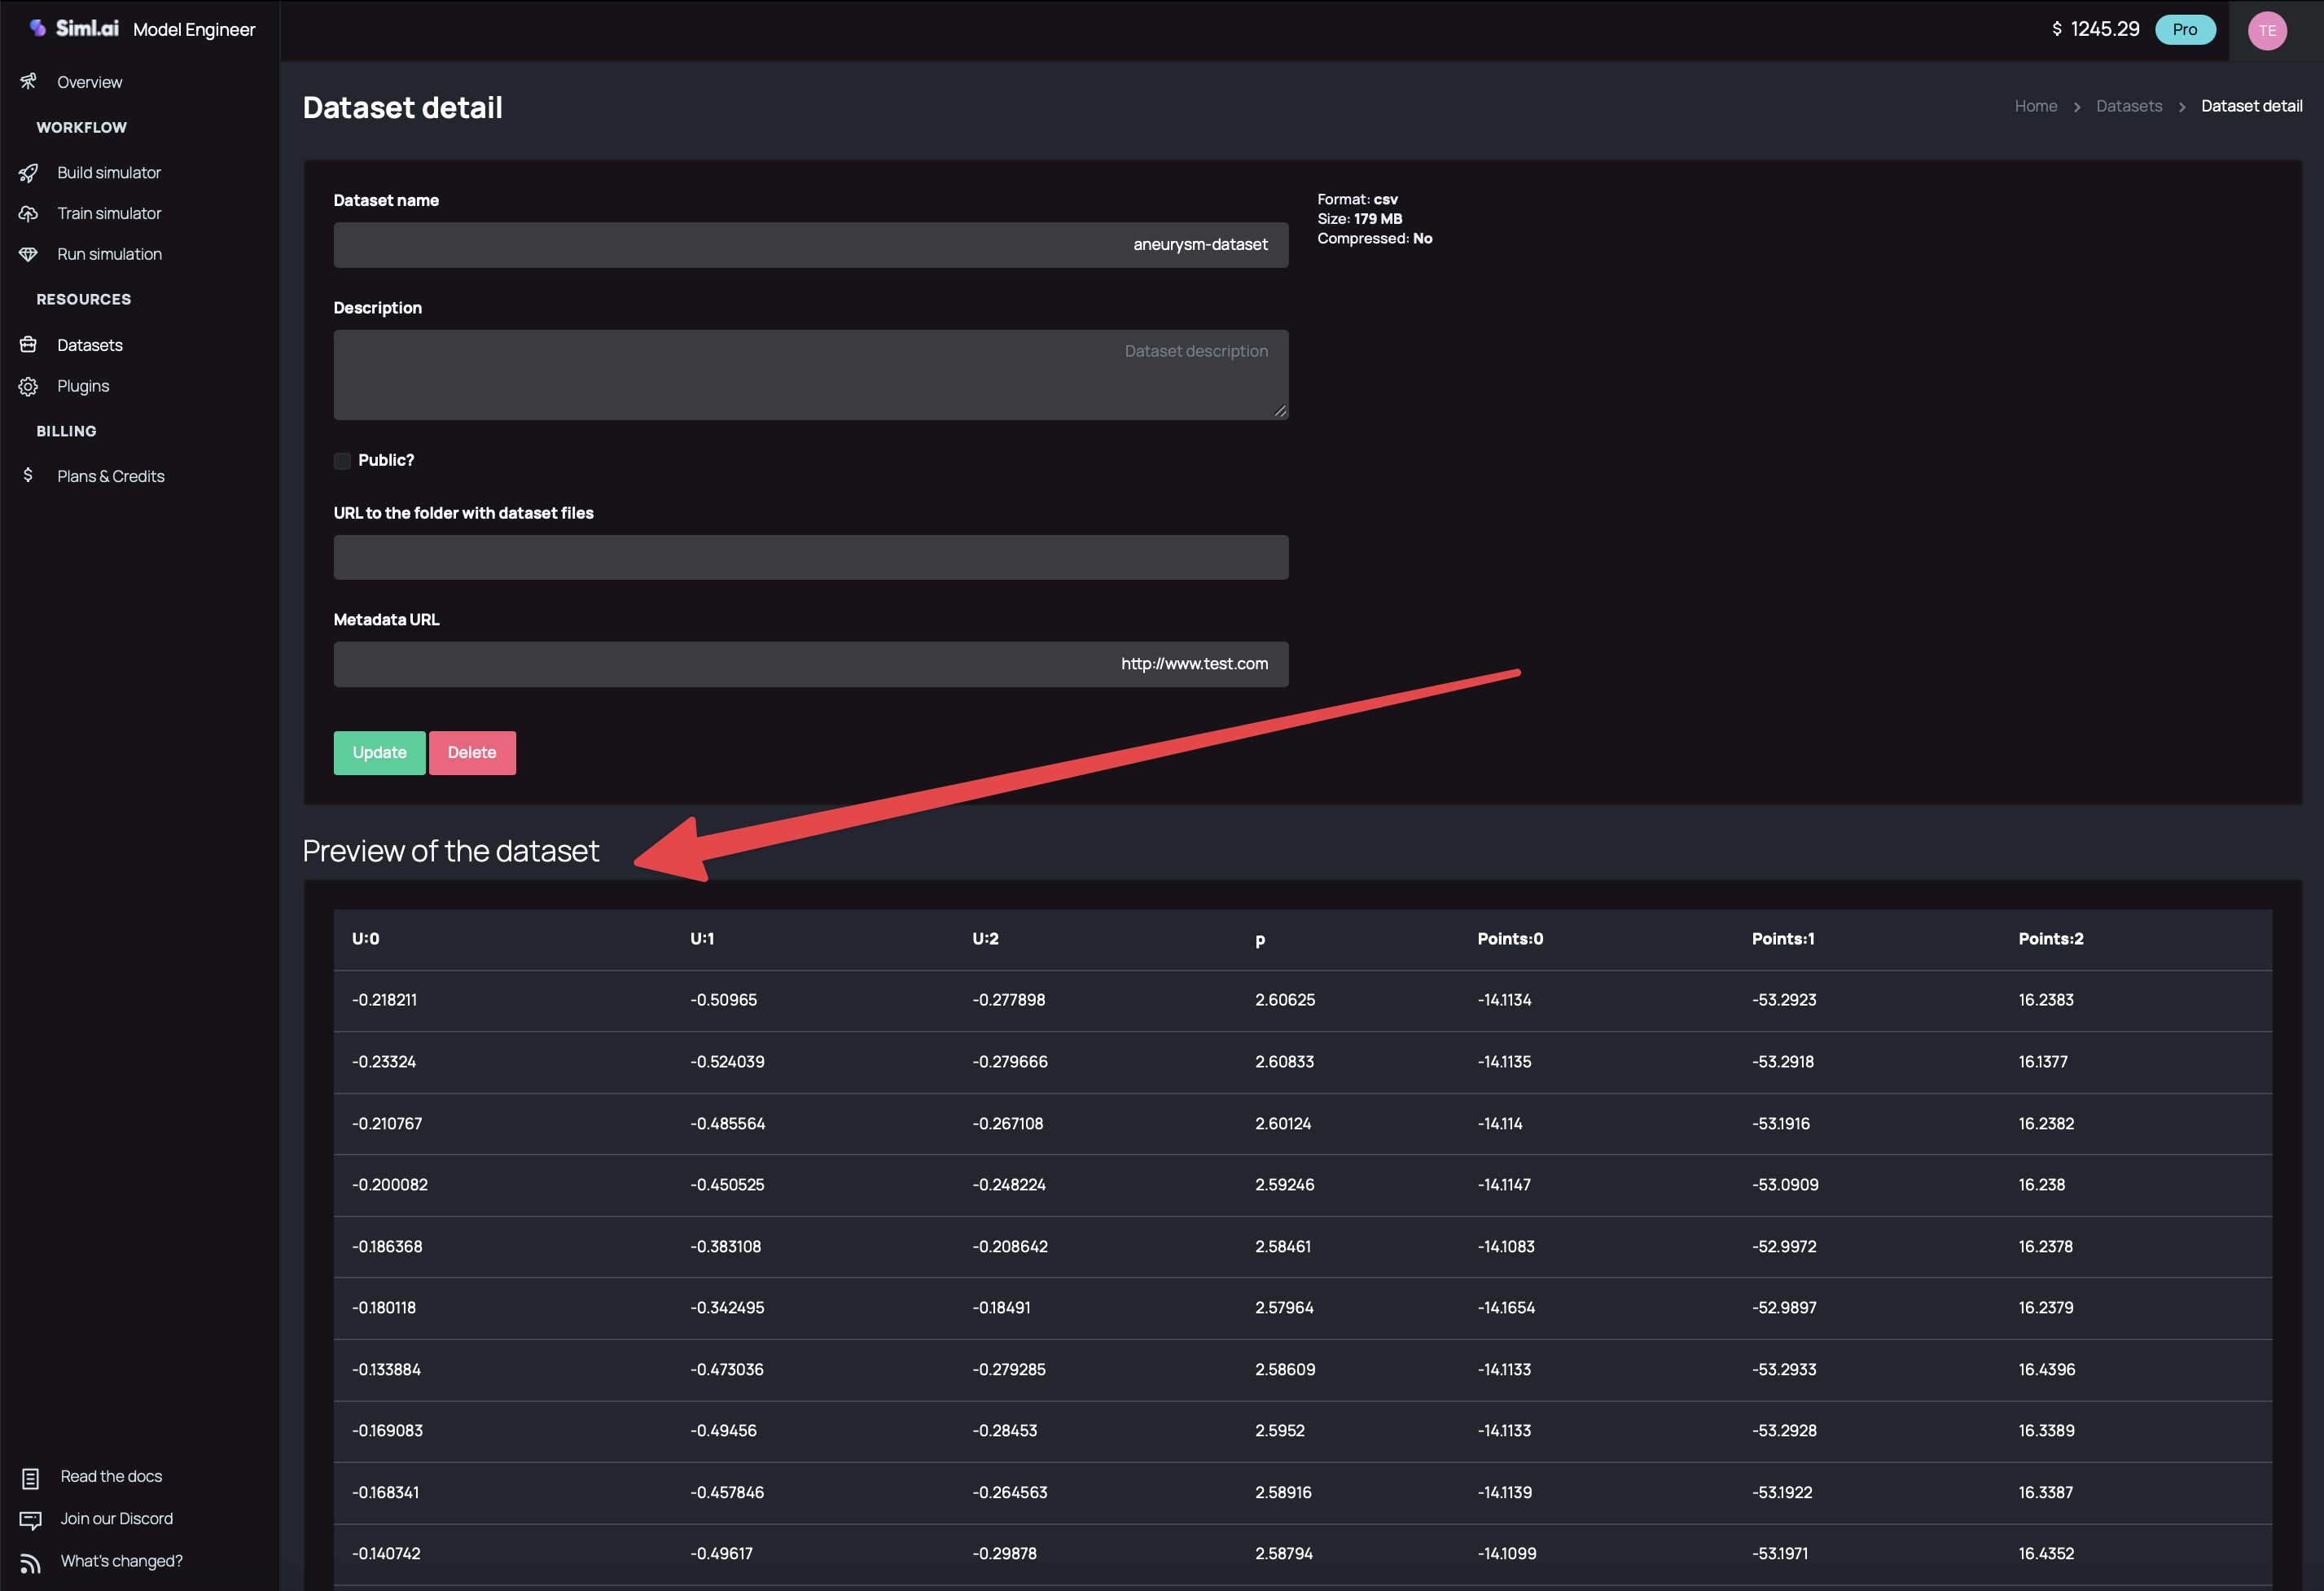 Siml.ai Model Engineer
$ 1245.29 Pro TE
Overview
WORKFLOW
Build simulator
Train simulator
Run simulation
RESOURCES
Datasets
Plugins
BILLING
$ Plans & Credits
Read the docs
Join our Discord
What's changed?
Dataset detail
Home > Datasets > Dataset detail
Dataset name
aneurysm-dataset
Format: csv
Size: 179 MB
Compressed: No
Description
Dataset description
Public?
URL to the folder with dataset files
Metadata URL
http://www.test.com
Update Delete
Preview of the dataset
U:0 U:1 U:2 p Points:0 Points:1 Points:2
-0.218211 -0.50965 -0.277898 2.60625 -14.1134 -53.2923 16.2383
-0.23324 -0.524039 -0.279666 2.60833 -14.1135 -53.2918 16.1377
-0.210767 -0.485564 -0.267108 2.60124 -14.114 -53.1916 16.2382
-0.200082 -0.450525 -0.248224 2.59246 -14.1147 -53.0909 16.238
-0.186368 -0.383108 -0.208642 2.58461 -14.1083 -52.9972 16.2378
-0.180118 -0.342495 -0.18491 2.57964 -14.1654 -52.9897 16.2379
-0.133884 -0.473036 -0.279285 2.58609 -14.1133 -53.2933 16.4396
-0.169083 -0.49456 -0.28453 2.5952 -14.1133 -53.2928 16.3389
-0.168341 -0.457846 -0.264563 2.58916 -14.1139 -53.1922 16.3387
-0.140742 -0.49617 -0.29878 2.58794 -14.1099 -53.1971 16.4352